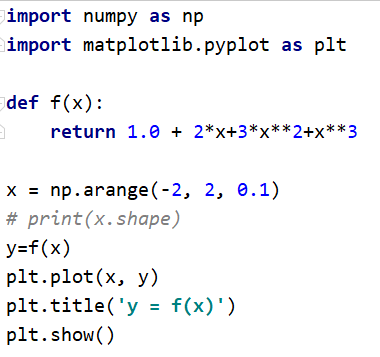 import numpy as np
import matplotlib.pyplot as plt
def f(x):
    return 1.0 + 2*x+3*x**2+x**3
x = np.arange(-2, 2, 0.1)
# print(x.shape)
y=f(x)
plt.plot(x, y)
plt.title('y = f(x)')
plt.show()